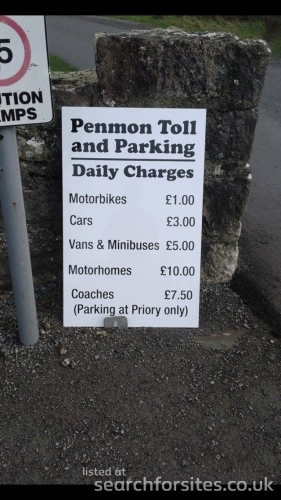 5
UTION
MPS
Penmon Toll
and Parking
Daily Charges
Motorbikes £1.00
Cars £3.00
Vans & Minibuses £5.00
Motorhomes £10.00
Coaches £7.50
(Parking at Priory only)
listed at
searchforsites.co.uk